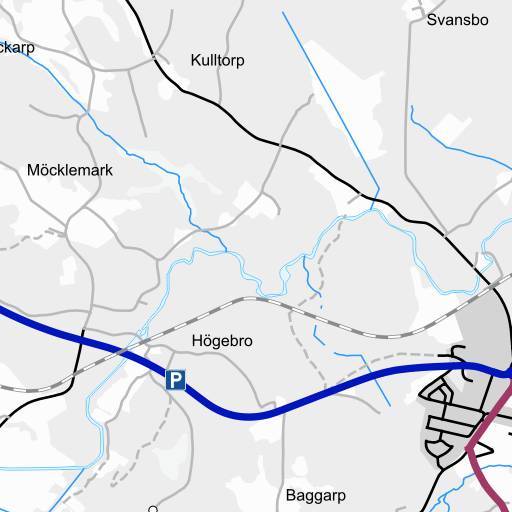 Svansbo
ckarp
Kulltorp
Möcklemark
Högebro
P
Baggarp